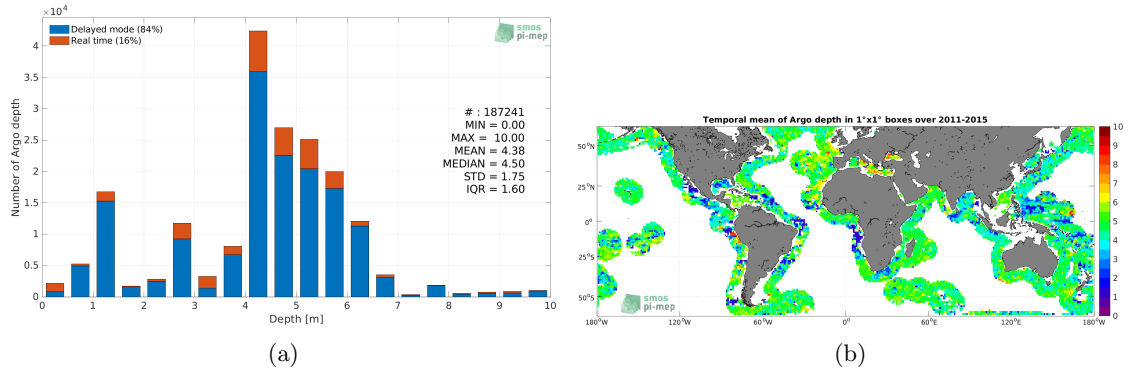 ×10⁴
Delayed mode (84%)
Real time (16%)
smos
pi-mep
4
3.5
3
2.5
2
1.5
1
0.5
0
Number of Argo depth
# : 187241
MIN = 0.00
MAX = 10.00
MEAN = 4.38
MEDIAN = 4.50
STD = 1.75
IQR = 1.60
1 2 3 4 5 6 7 8 9 10
Depth [m]
(a)
Temporal mean of Argo depth in 1°x1° boxes over 2011-2015
50°N
25°N
0°
25°S
50°S
smos
pi-mep
180°W 120°W 60°W 0° 60°E 120°E 180°W
10
9
8
7
6
5
4
3
2
1
0
(b)